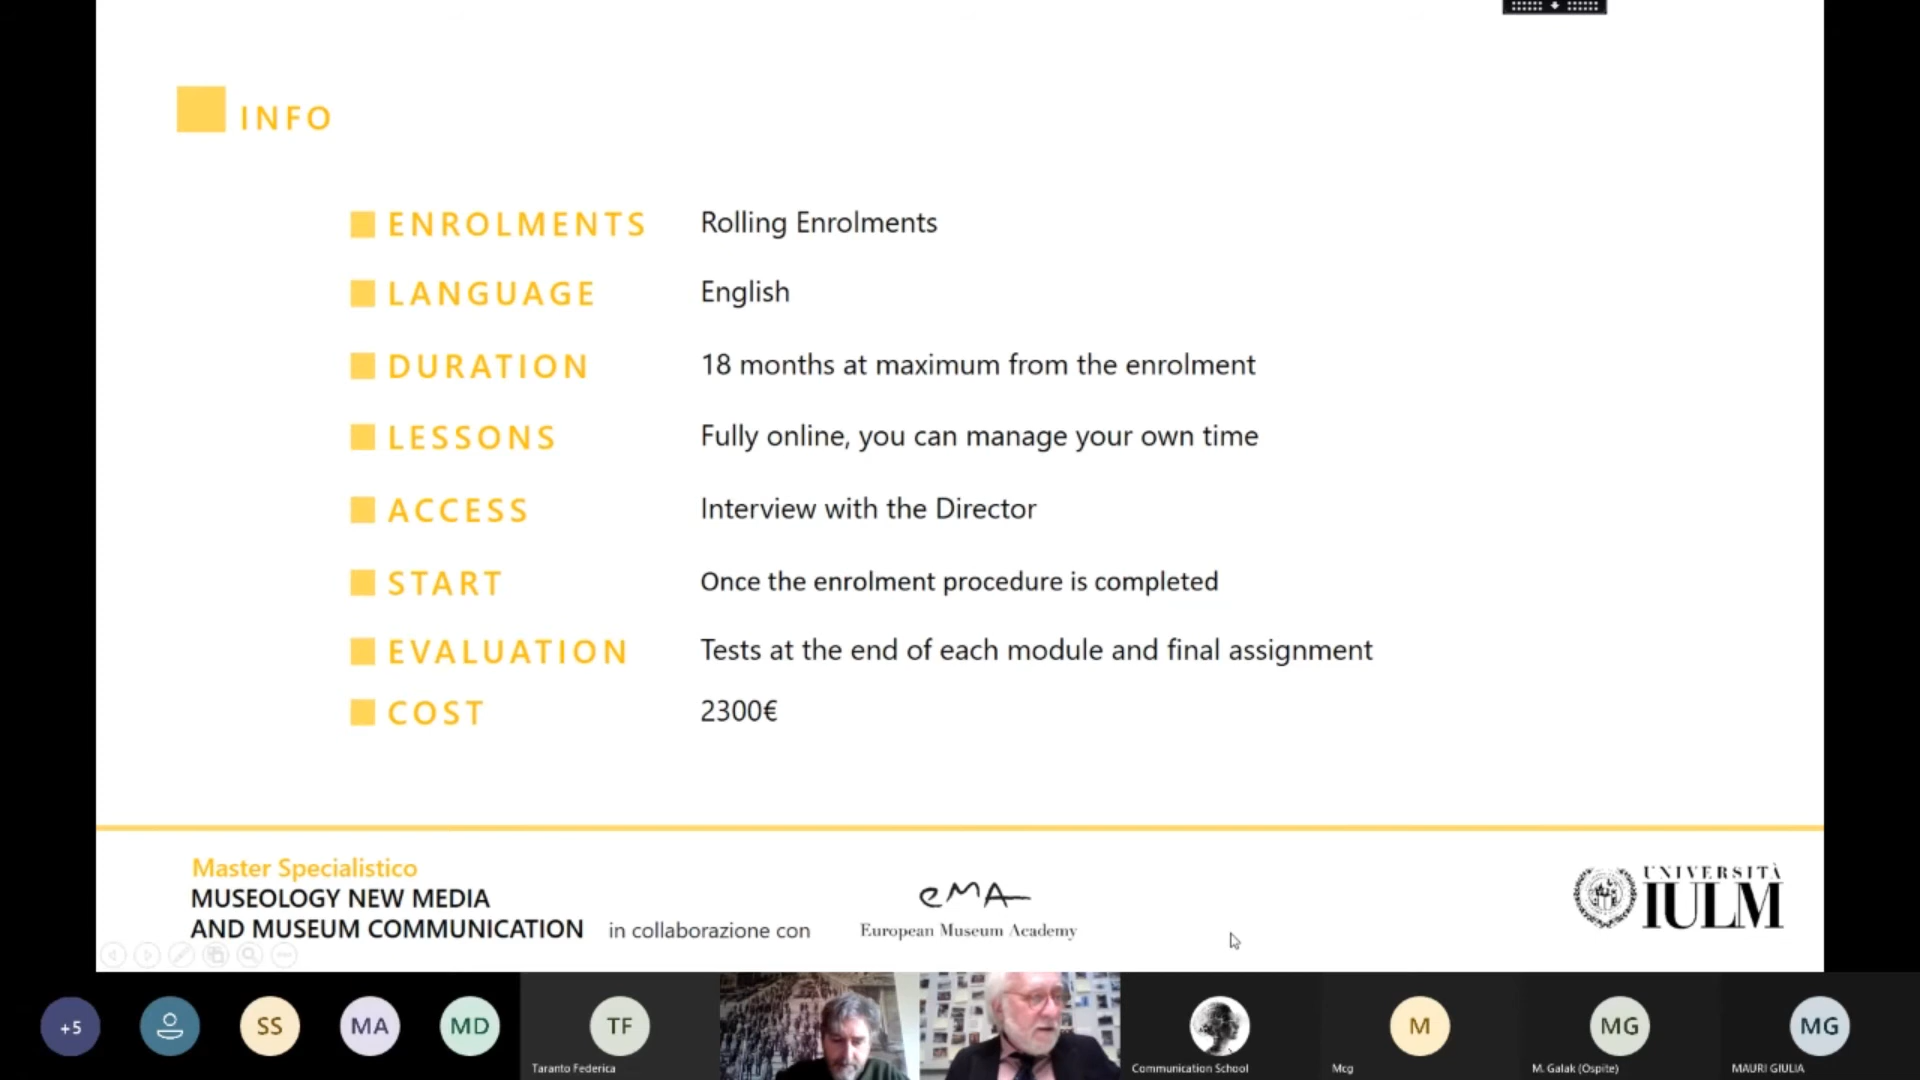 INFO
ENROLMENTS Rolling Enrolments
LANGUAGE English
DURATION 18 months at maximum from the enrolment
LESSONS Fully online, you can manage your own time
ACCESS Interview with the Director
START Once the enrolment procedure is completed
EVALUATION Tests at the end of each module and final assignment
COST 2300€
Master Specialistico
MUSEOLOGY NEW MEDIA
AND MUSEUM COMMUNICATION in collaborazione con
eMA
European Museum Academy
UNIVERSITÀ
IULM
+5
SS
MA
MD
TF
Taranto Federica
Communication School
M
Mcg
MG
M. Galak (Ospite)
MG
MAURI GIULIA